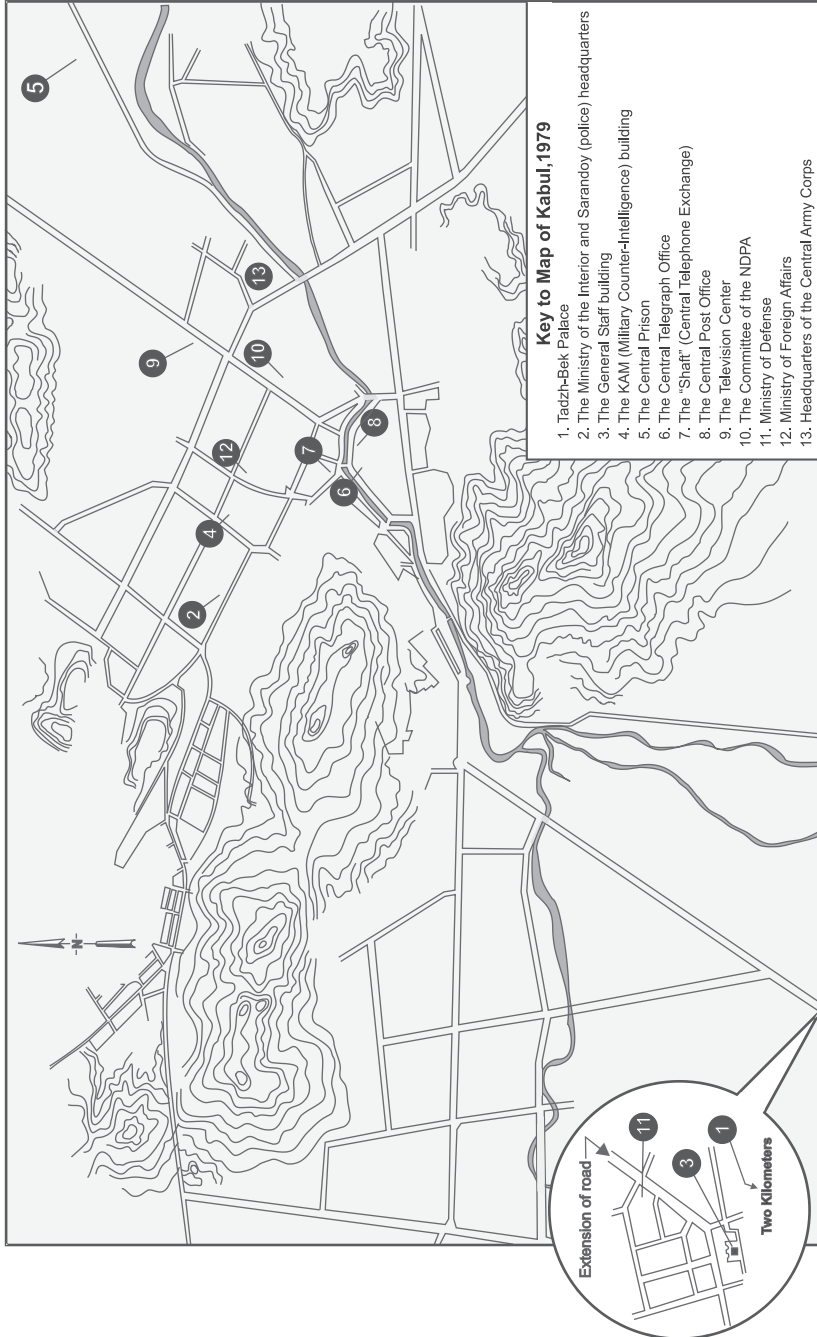 5
9
13
10
12
7
8
6
4
2
N
Key to Map of Kabul,1979
1. Tadzh-Bek Palace
2. The Ministry of the Interior and Sarandoy (police) headquarters
3. The General Staff building
4. The KAM (Military Counter-Intelligence) building
5. The Central Prison
6. The Central Telegraph Office
7. The "Shaft" (Central Telephone Exchange)
8. The Central Post Office
9. The Television Center
10. The Committee of the NDPA
11. Ministry of Defense
12. Ministry of Foreign Affairs
13. Headquarters of the Central Army Corps
Extension of road
11
3
1
Two Kilometers